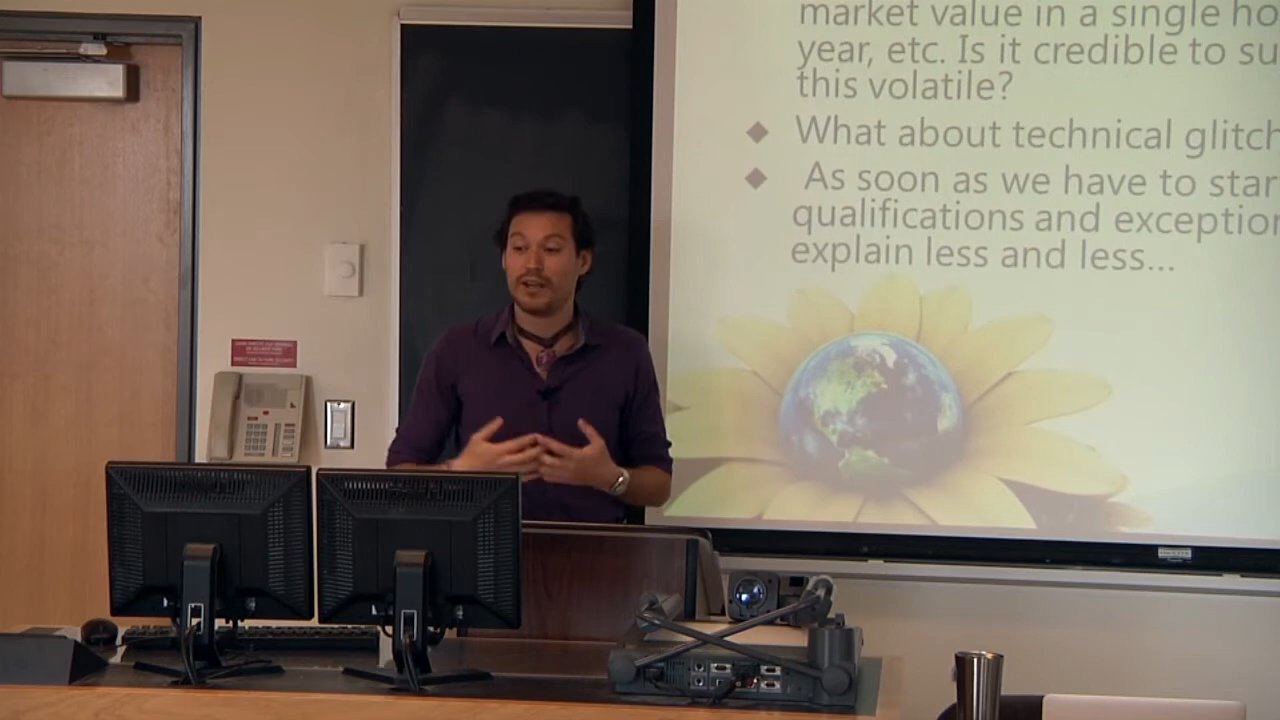 market value in a single ho
year, etc. Is it credible to su
this volatile?
What about technical glitch
As soon as we have to star
qualifications and exception
explain less and less...